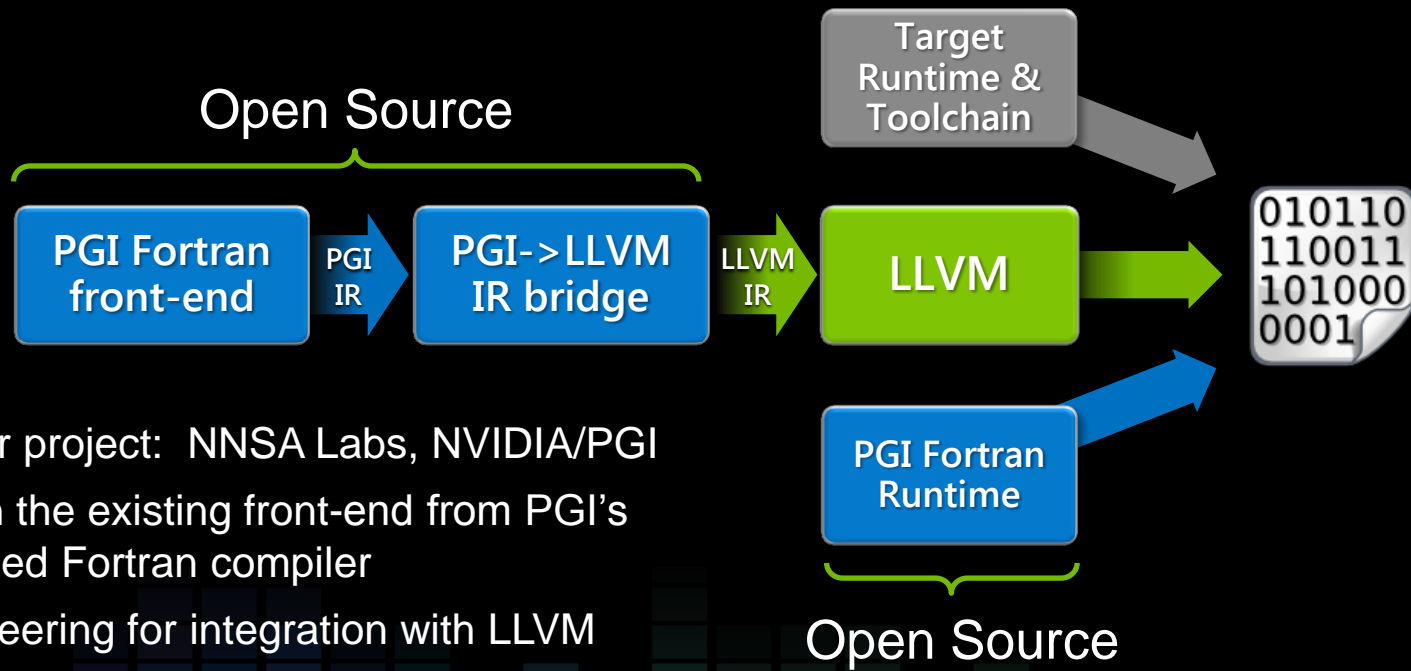 Open Source
Target
Runtime &
Toolchain
PGI Fortran
front-end
PGI
IR
PGI->LLVM
IR bridge
LLVM
IR
LLVM
010110
110011
101000
0001
PGI Fortran
Runtime
Open Source
project: NNSA Labs, NVIDIA/PGI
the existing front-end from PGI's
Fortran compiler
for integration with LLVM